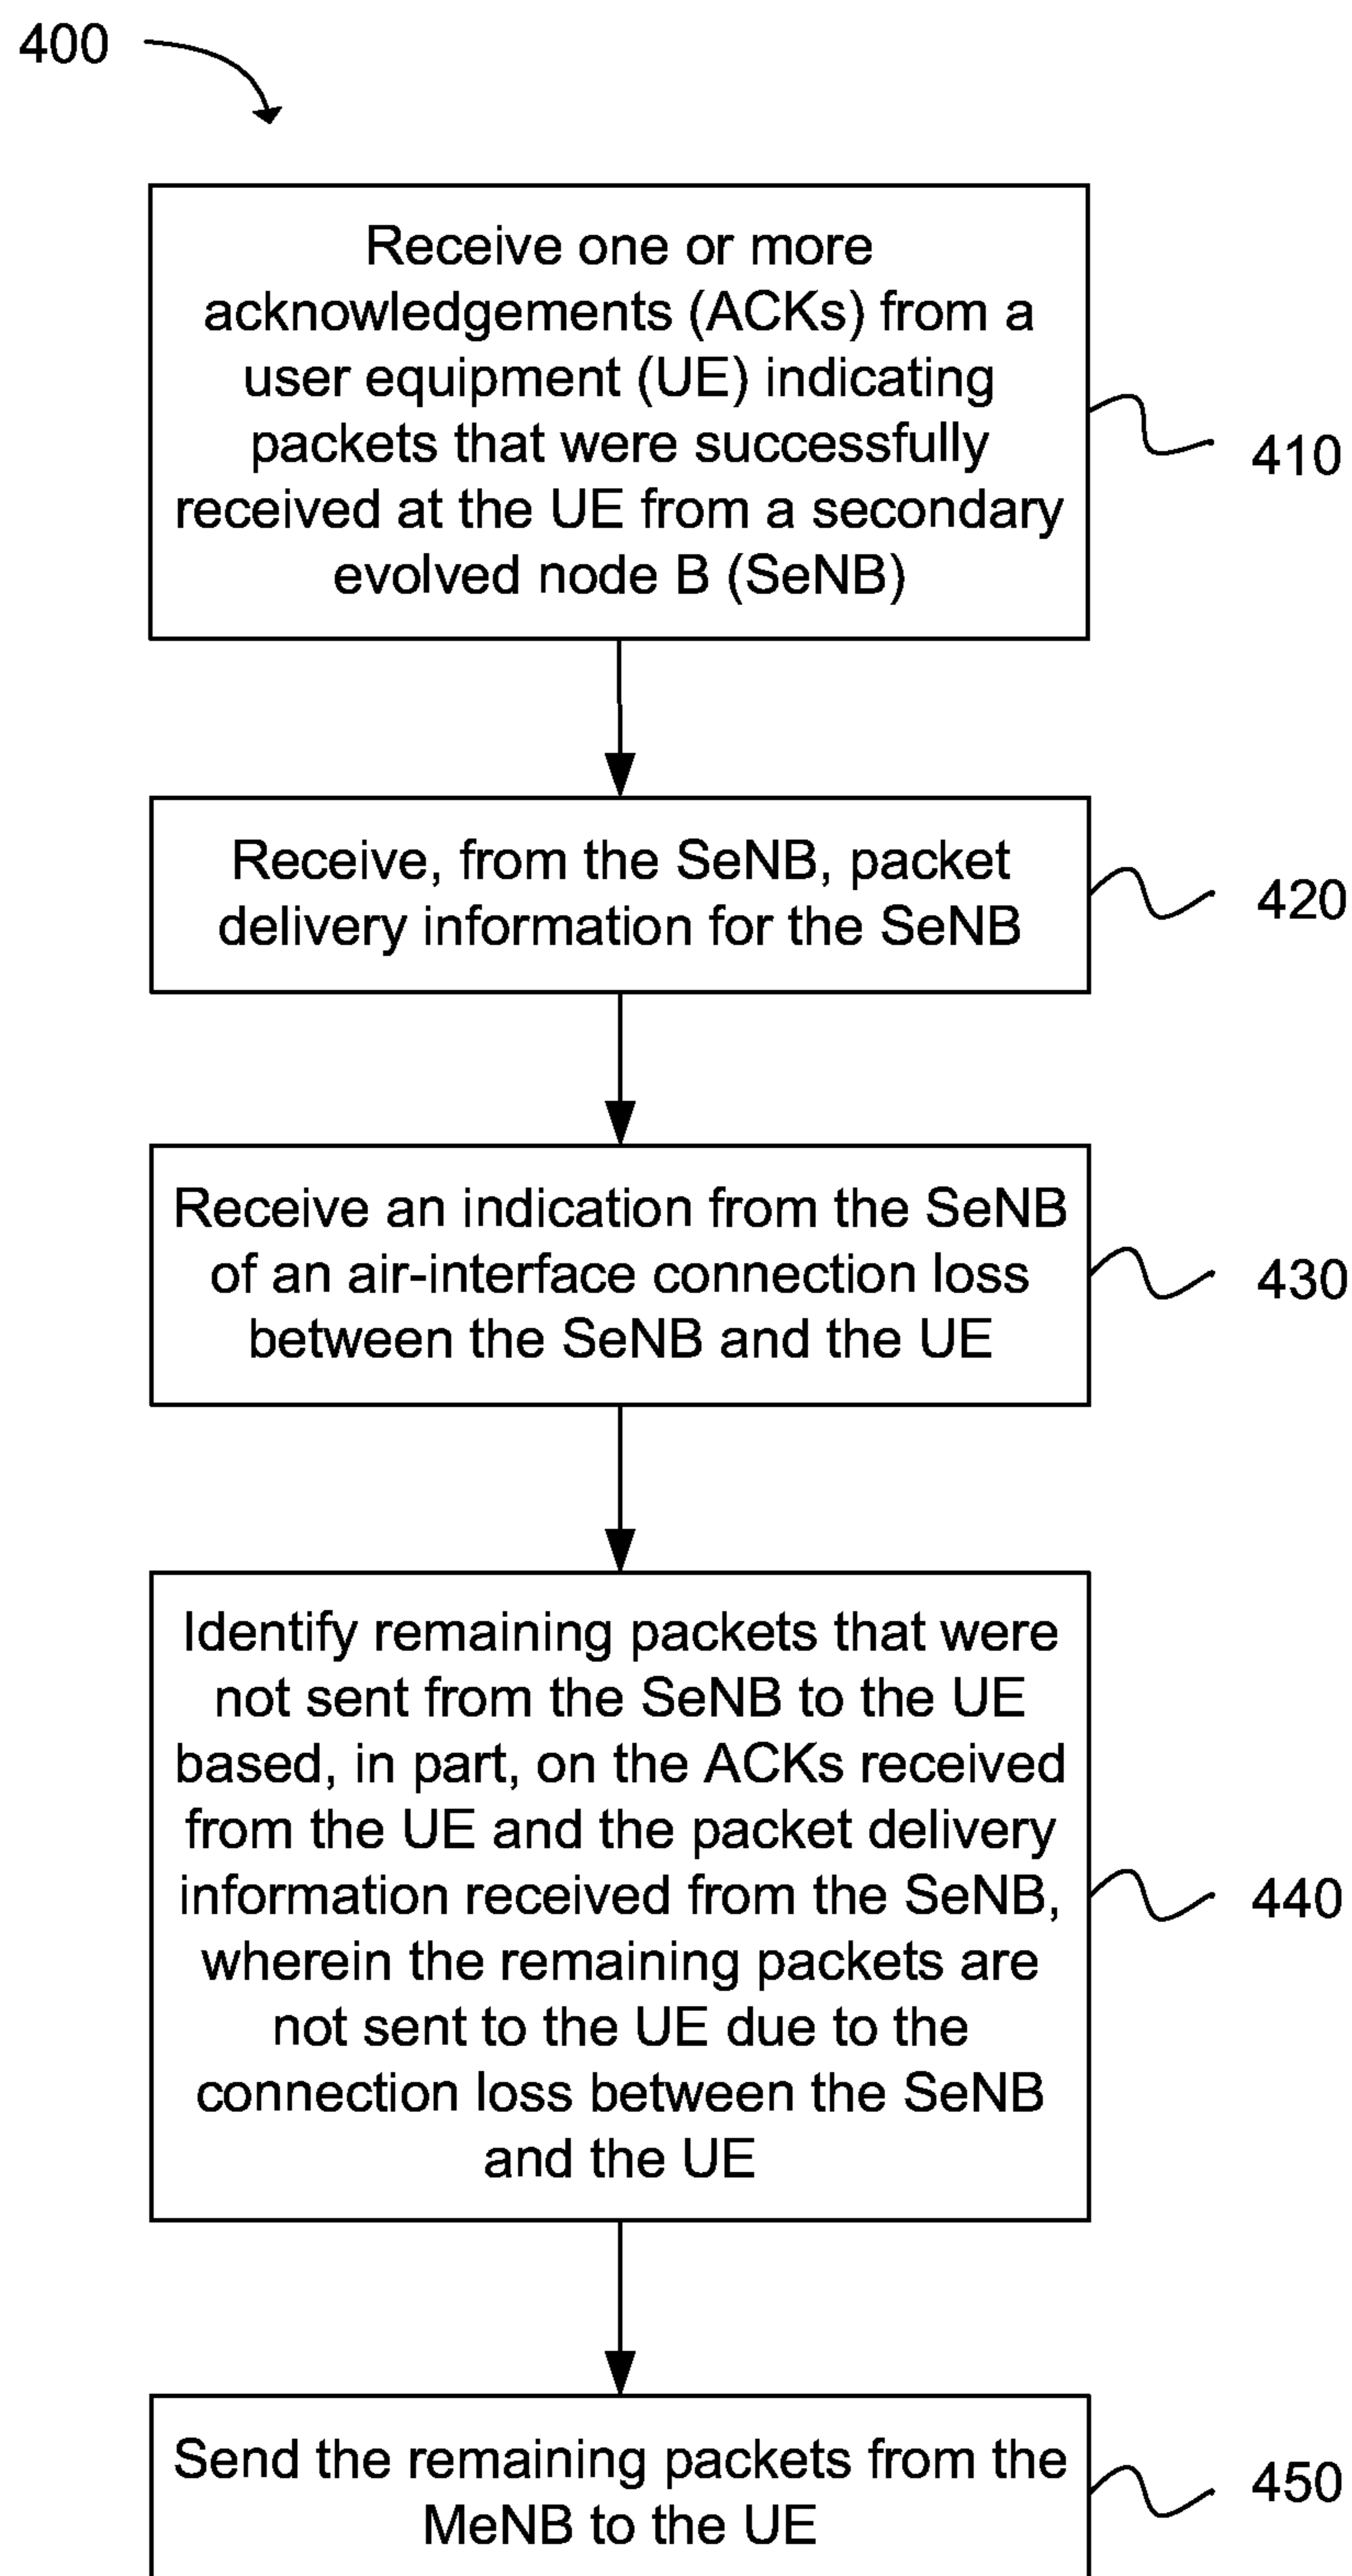 400
Receive one or more
acknowledgements (ACKs) from a
user equipment (UE) indicating
packets that were successfully
received at the UE from a secondary
evolved node B (SeNB)
410
Receive, from the SeNB, packet
delivery information for the SeNB
420
Receive an indication from the SeNB
of an air-interface connection loss
between the SeNB and the UE
430
Identify remaining packets that were
not sent from the SeNB to the UE
based, in part, on the ACKs received
from the UE and the packet delivery
information received from the SeNB,
wherein the remaining packets are
not sent to the UE due to the
connection loss between the SeNB
and the UE
440
Send the remaining packets from the
MeNB to the UE
450